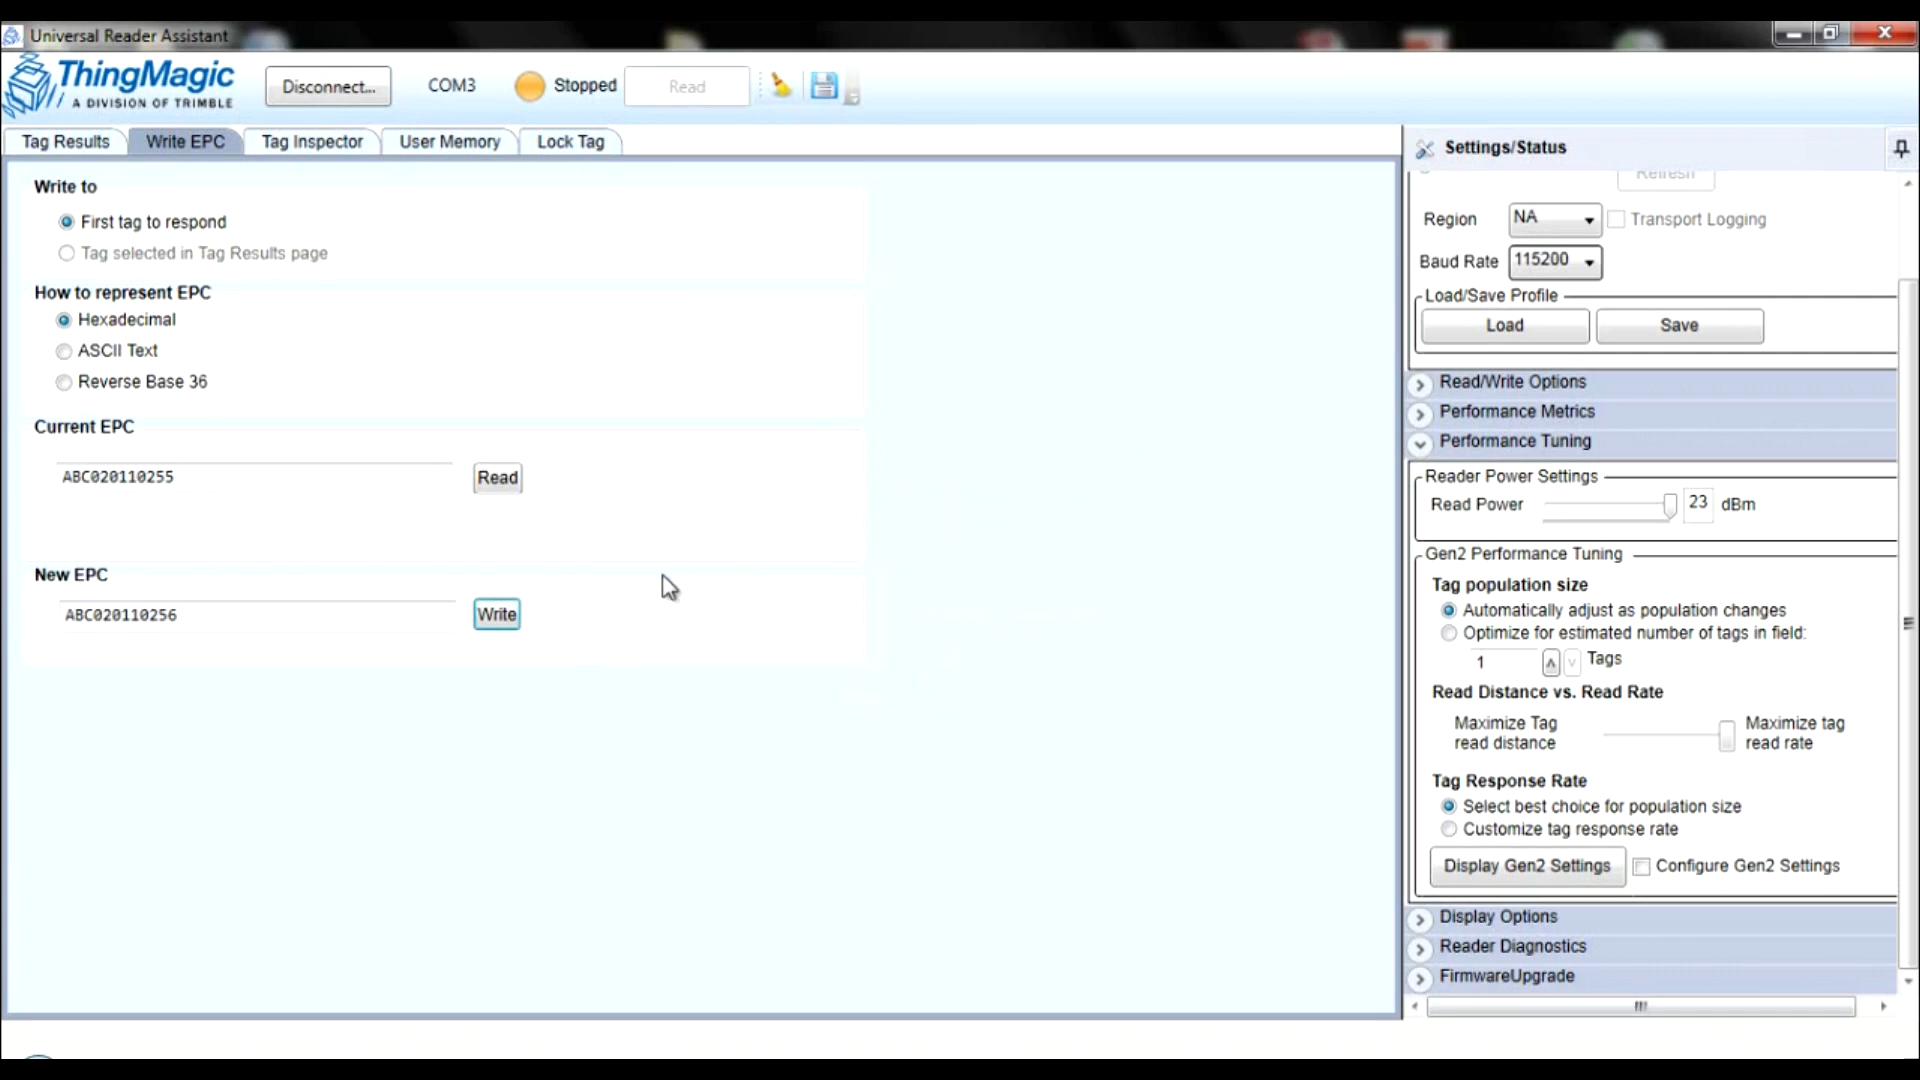 Universal Reader Assistant
ThingMagic
A DIVISION OF TRIMBLE
Disconnect...
COM3
Stopped
Read
Tag Results
Write EPC
Tag Inspector
User Memory
Lock Tag
Write to
First tag to respond
Tag selected in Tag Results page
How to represent EPC
Hexadecimal
ASCII Text
Reverse Base 36
Current EPC
ABC020110255
Read
New EPC
ABC020110256
Write
Settings/Status
Refresh
Region
NA
Transport Logging
Baud Rate
115200
Load/Save Profile
Load
Save
Read/Write Options
Performance Metrics
Performance Tuning
Reader Power Settings
Read Power
23
dBm
Gen2 Performance Tuning
Tag population size
Automatically adjust as population changes
Optimize for estimated number of tags in field:
1
Tags
Read Distance vs. Read Rate
Maximize Tag
read distance
Maximize tag
read rate
Tag Response Rate
Select best choice for population size
Customize tag response rate
Display Gen2 Settings
Configure Gen2 Settings
Display Options
Reader Diagnostics
FirmwareUpgrade